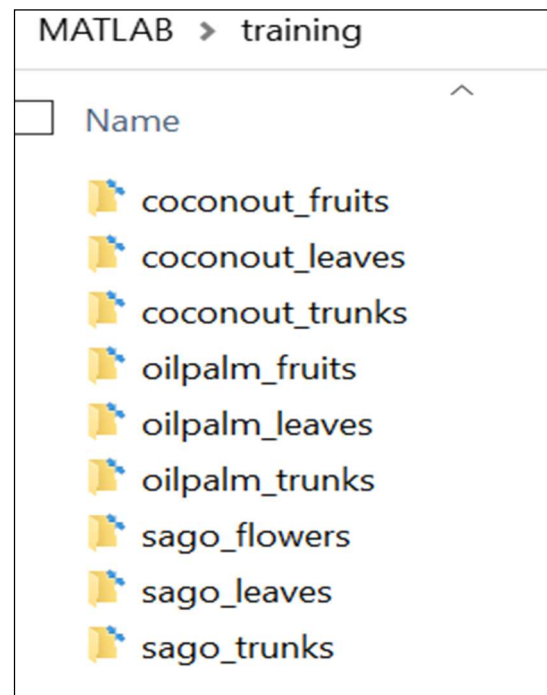 MATLAB > training
Name
coconout_fruits
coconout_leaves
coconout_trunks
oilpalm_fruits
oilpalm_leaves
oilpalm_trunks
sago_flowers
sago_leaves
sago_trunks